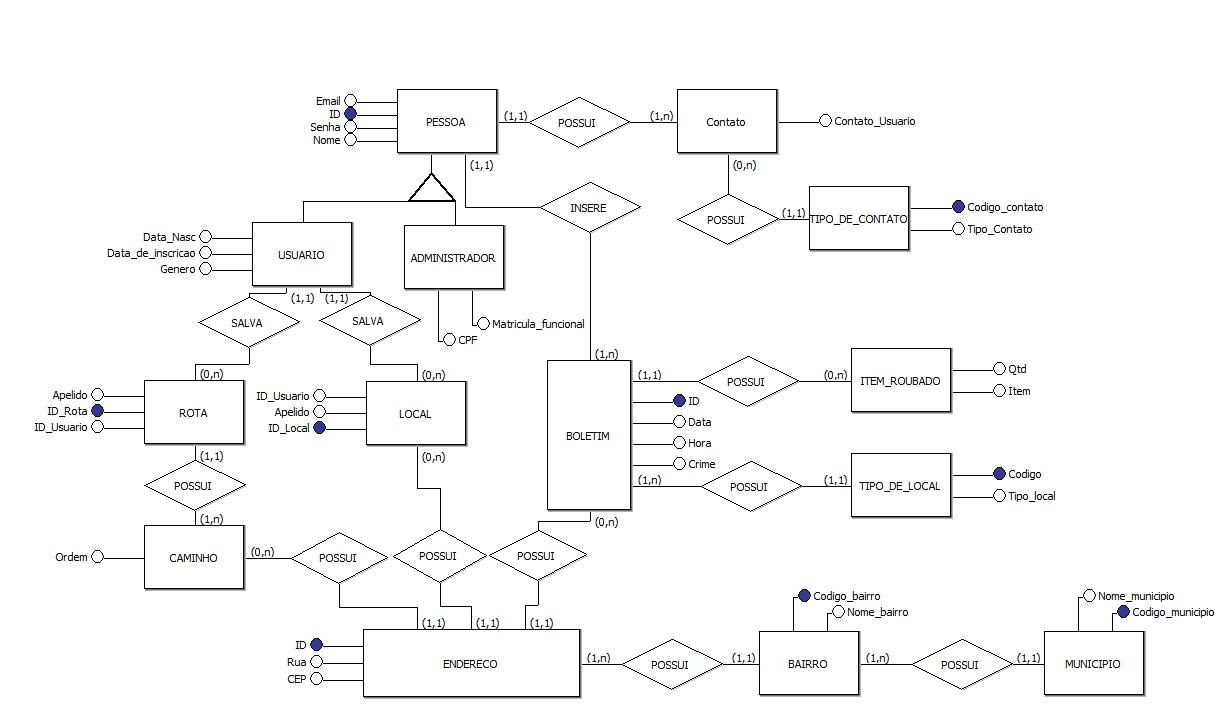 Email
ID
Senha
Nome
PESSOA
(1,1)
POSSUI
(1,n)
Contato
Contato_Usuario
(1,1)
(0,n)
INSERE
POSSUI
(1,1)
TIPO_DE_CONTATO
Codigo_contato
Tipo_Contato
Data_Nasc
Data_de_inscricao
Genero
USUARIO
ADMINISTRADOR
Matricula_funcional
CPF
(1,1)
(1,1)
SALVA
SALVA
(0,n)
(0,n)
(1,n)
Apelido
ID_Rota
ID_Usuario
ROTA
ID_Usuario
Apelido
ID_Local
LOCAL
BOLETIM
(1,1)
ID
Data
Hora
Crime
(1,n)
POSSUI
(0,n)
ITEM_ROUBADO
Qtd
Item
POSSUI
(1,1)
TIPO_DE_LOCAL
Codigo
Tipo_local
(1,1)
(0,n)
POSSUI
(1,n)
(0,n)
Ordem
CAMINHO
(0,n)
POSSUI
POSSUI
POSSUI
(1,1)
(1,1)
(1,1)
ID
Rua
CEP
ENDERECO
(1,n)
POSSUI
(1,1)
Codigo_bairro
Nome_bairro
BAIRRO
(1,n)
POSSUI
(1,1)
Nome_municipio
Codigo_municipio
MUNICIPIO